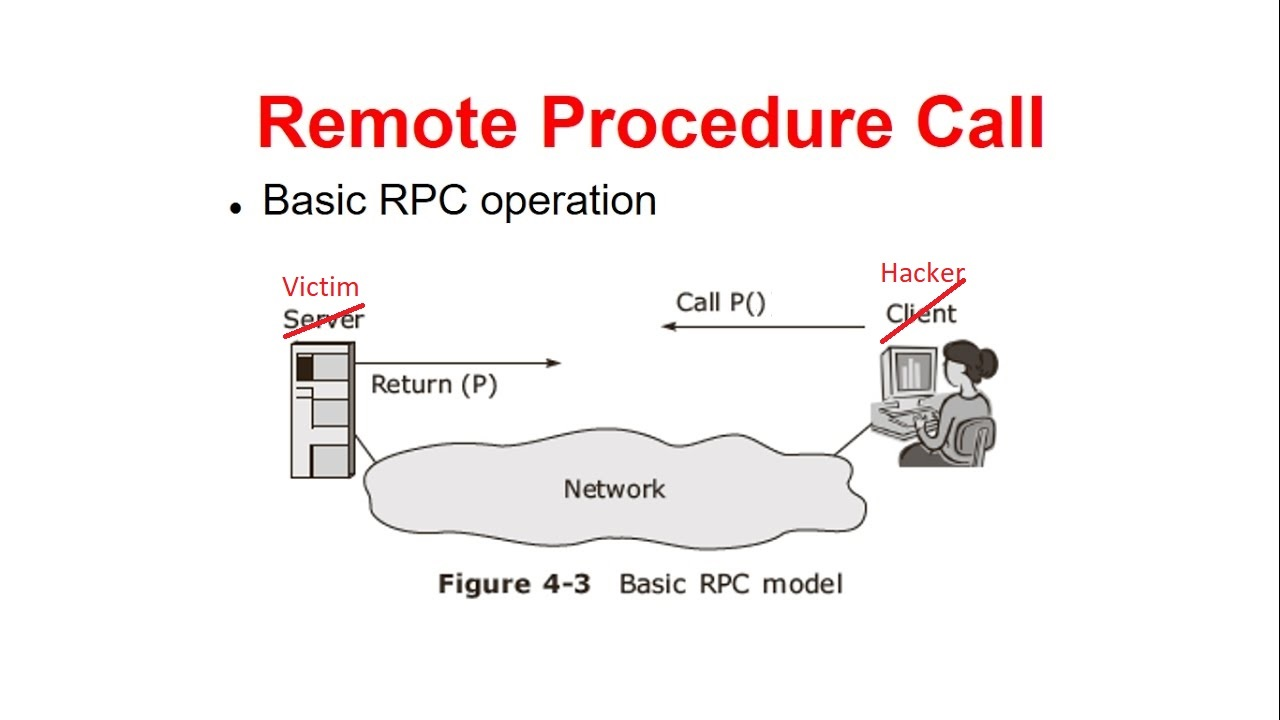 Remote Procedure Call
• Basic RPC operation
Victim
Server
Hacker
Client
Call P()
Return (P)
Network
Figure 4-3 Basic RPC model